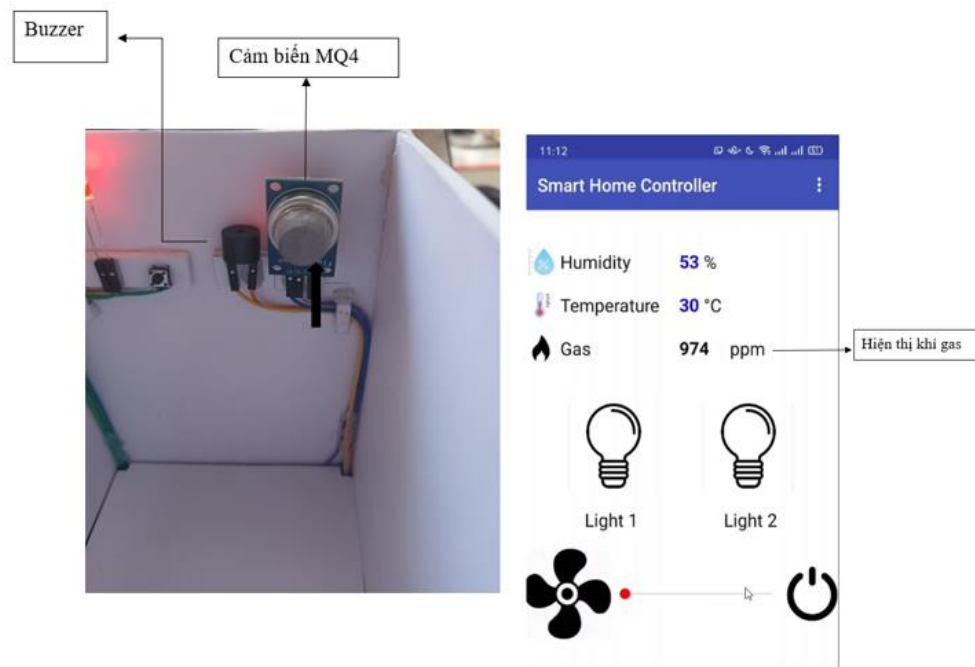 Buzzer
Cảm biến MQ4
11:12
Smart Home Controller
Humidity 53 %
Temperature 30 °C
Gas 974 ppm
Hiện thị khí gas
Light 1
Light 2